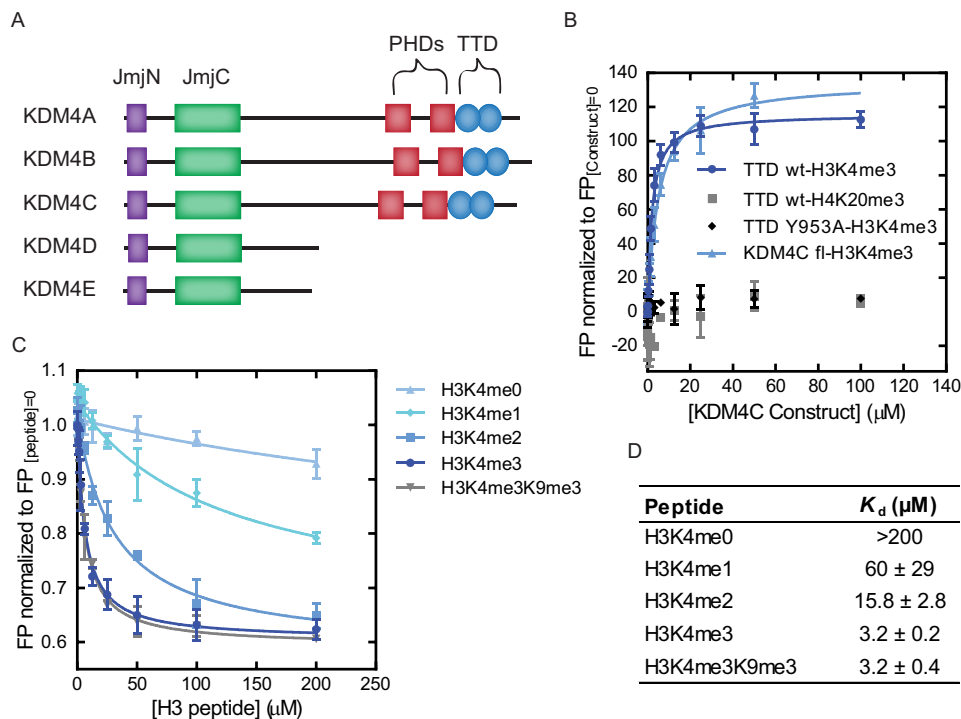 A
PHDs TTD
JmjN JmjC
KDM4A
KDM4B
KDM4C
KDM4D
KDM4E
B
FP normalized to FP[Construct]=0
140
120
100
80
60
40
20
0
-20
0 20 40 60 80 100 120 140
[KDM4C Construct] (μM)
TTD wt-H3K4me3
TTD wt-H4K20me3
TTD Y953A-H3K4me3
KDM4C fl-H3K4me3
C
FP normalized to FP [peptide]=0
1.1
1.0
0.9
0.8
0.7
0.6
0 50 100 150 200 250
[H3 peptide] (μM)
H3K4me0
H3K4me1
H3K4me2
H3K4me3
H3K4me3K9me3
D
Peptide Kd (μM)
H3K4me0 >200
H3K4me1 60 ± 29
H3K4me2 15.8 ± 2.8
H3K4me3 3.2 ± 0.2
H3K4me3K9me3 3.2 ± 0.4